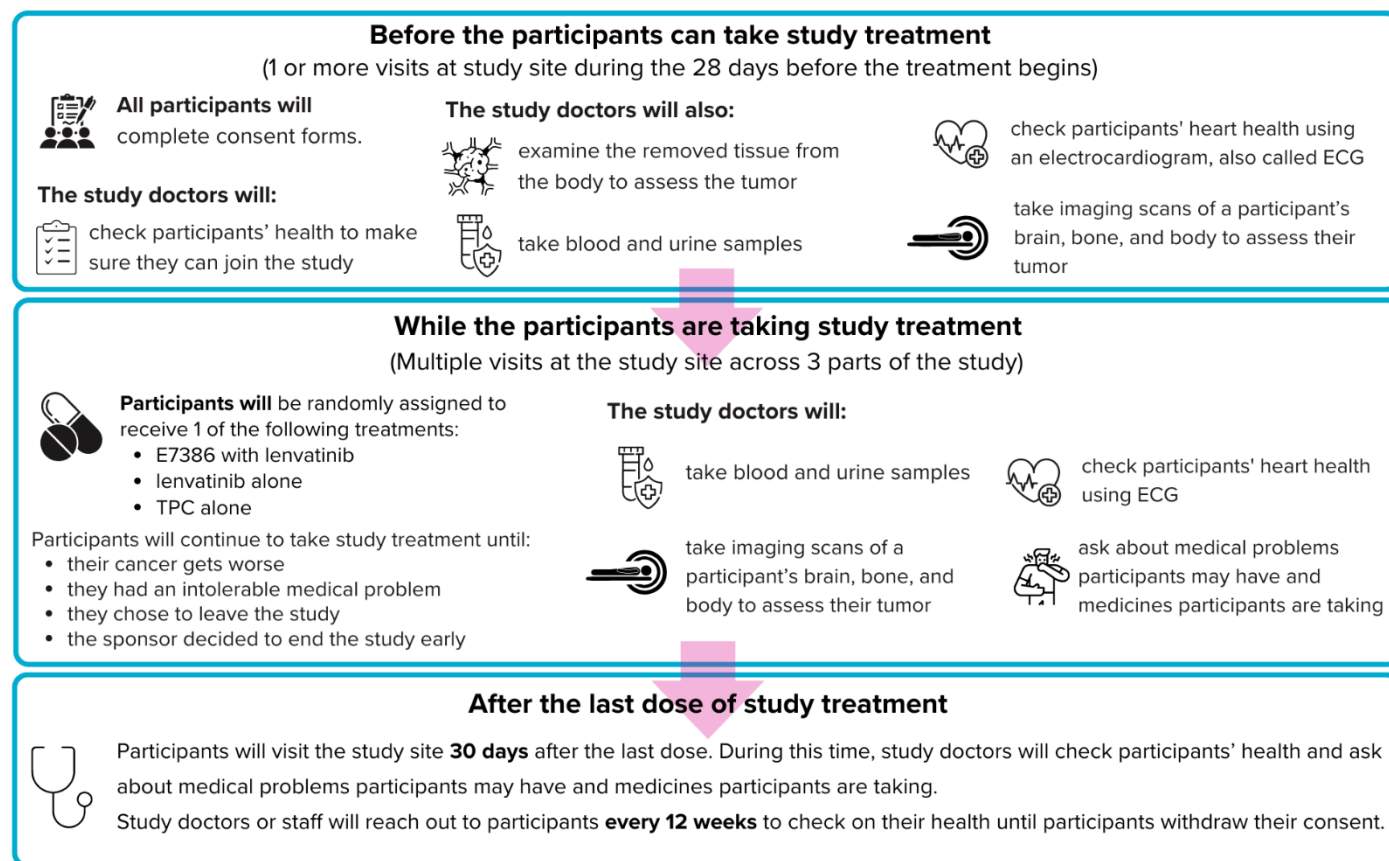 Before the participants can take study treatment
(1 or more visits at study site during the 28 days before the treatment begins)
All participants will
complete consent forms.
The study doctors will:
check participants’ health to make
sure they can join the study
The study doctors will also:
examine the removed tissue from
the body to assess the tumor
take blood and urine samples
check participants' heart health using
an electrocardiogram, also called ECG
take imaging scans of a participant’s
brain, bone, and body to assess their
tumor
While the participants are taking study treatment
(Multiple visits at the study site across 3 parts of the study)
Participants will be randomly assigned to
receive 1 of the following treatments:
• E7386 with lenvatinib
• lenvatinib alone
• TPC alone
Participants will continue to take study treatment until:
• their cancer gets worse
• they had an intolerable medical problem
• they chose to leave the study
• the sponsor decided to end the study early
The study doctors will:
take blood and urine samples
take imaging scans of a
participant’s brain, bone, and
body to assess their tumor
check participants' heart health
using ECG
ask about medical problems
participants may have and
medicines participants are taking
After the last dose of study treatment
Participants will visit the study site 30 days after the last dose. During this time, study doctors will check participants’ health and ask
about medical problems participants may have and medicines participants are taking.
Study doctors or staff will reach out to participants every 12 weeks to check on their health until participants withdraw their consent.